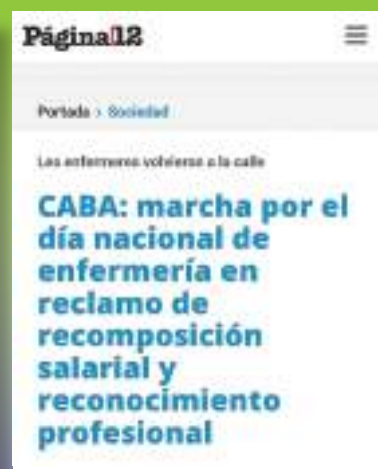 Página12
Portada › Sociedad
Los enfermeros volvieron a la calle
CABA: marcha por el
día nacional de
enfermería en
reclamo de
recomposición
salarial y
reconocimiento
profesional